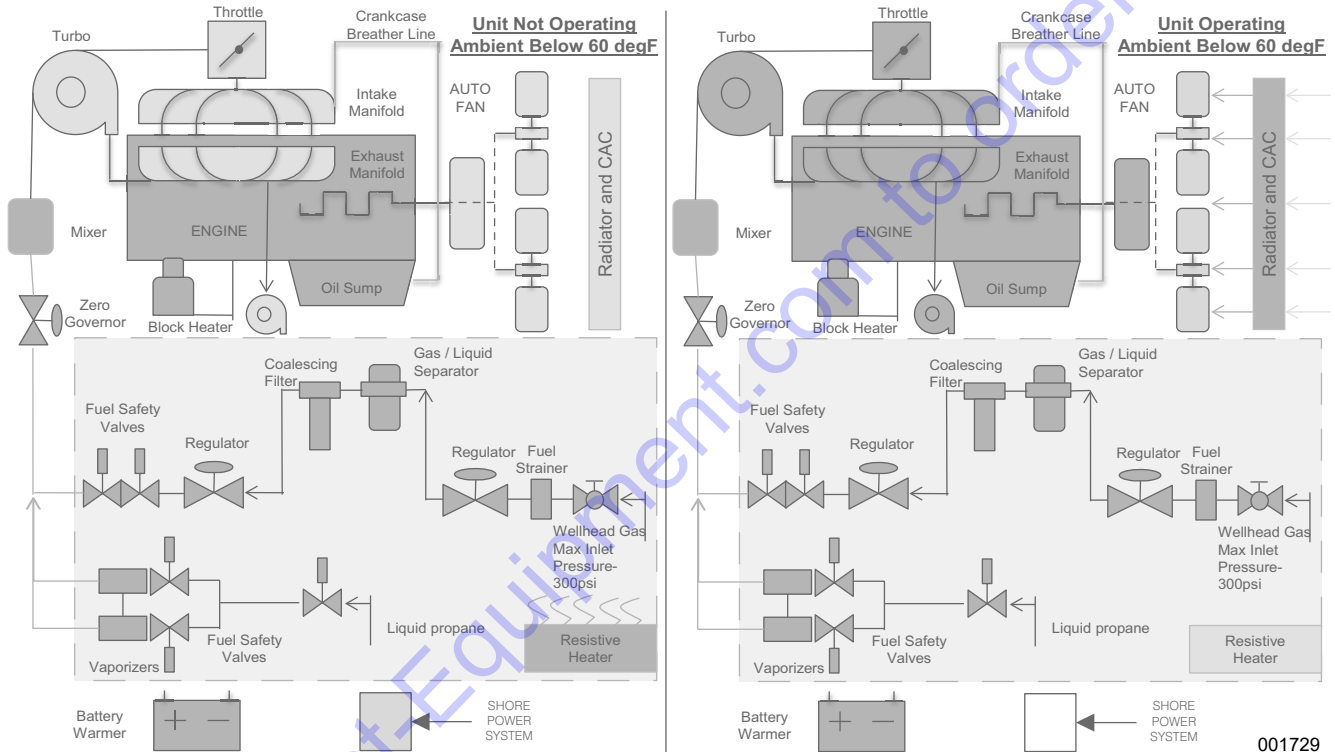 Unit Not Operating
Ambient Below 60 degF
Throttle
Crankcase
Breather Line
Turbo
Intake
Manifold
AUTO
FAN
Exhaust
Manifold
Radiator and CAC
Mixer
ENGINE
Oil Sump
Zero
Governor
Block Heater
Coalescing
Filter
Gas / Liquid
Separator
Fuel Safety
Valves
Regulator
Regulator
Fuel
Strainer
Wellhead Gas
Max Inlet
Pressure-
300psi
Liquid propane
Fuel Safety
Valves
Vaporizers
Resistive
Heater
Battery
Warmer
+ −
SHORE
POWER
SYSTEM
Unit Operating
Ambient Below 60 degF
Throttle
Crankcase
Breather Line
Turbo
Intake
Manifold
AUTO
FAN
Exhaust
Manifold
Radiator and CAC
Mixer
ENGINE
Oil Sump
Zero
Governor
Block Heater
Coalescing
Filter
Gas / Liquid
Separator
Fuel Safety
Valves
Regulator
Regulator
Fuel
Strainer
Wellhead Gas
Max Inlet
Pressure-
300psi
Liquid propane
Fuel Safety
Valves
Vaporizers
Resistive
Heater
Battery
Warmer
+ −
SHORE
POWER
SYSTEM
001729
t-Equipment.com to order